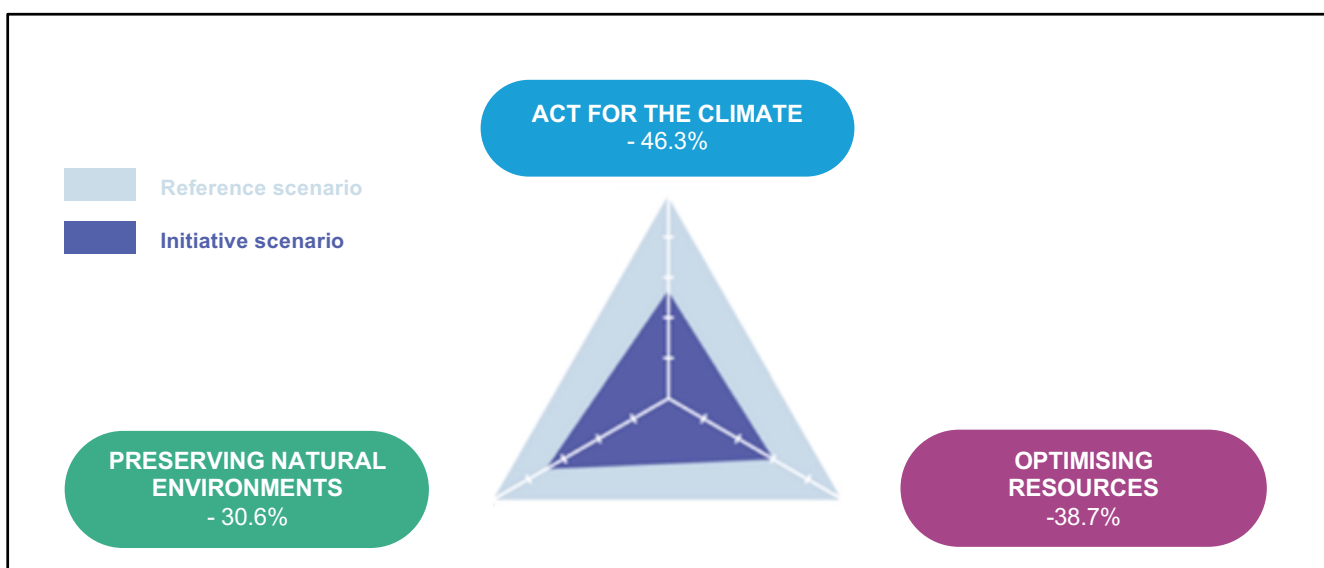 ACT FOR THE CLIMATE
- 46.3%
Reference scenario
Initiative scenario
PRESERVING NATURAL
ENVIRONMENTS
- 30.6%
OPTIMISING
RESOURCES
-38.7%